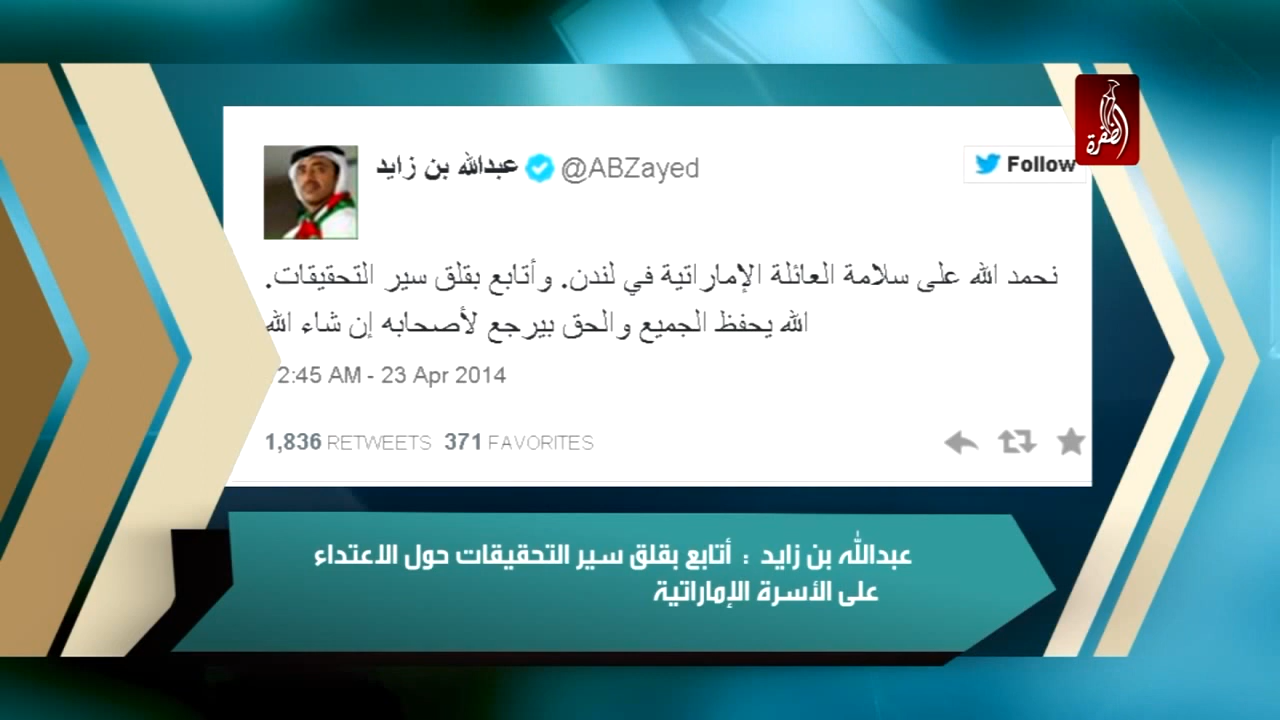 الظفرة
عبدالله بن زايد @ABZayed
Follow
نحمد الله على سلامة العائلة الإماراتية في لندن. وأتابع بقلق سير التحقيقات.
الله يحفظ الجميع والحق بيرجع لأصحابه إن شاء الله
2:45 AM - 23 Apr 2014
1,836 RETWEETS 371 FAVORITES
عبدالله بن زايد : أتابع بقلق سير التحقيقات حول الاعتداء
على الأسرة الإماراتية